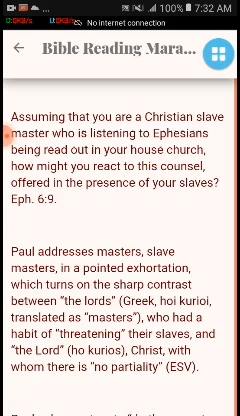 100% 7:32 AM
0:0KB/s U:0KB/s No internet connection
Bible Reading Mara...
Assuming that you are a Christian slave
master who is listening to Ephesians
being read out in your house church,
how might you react to this counsel,
offered in the presence of your slaves?
Eph. 6:9.
Paul addresses masters, slave
masters, in a pointed exhortation,
which turns on the sharp contrast
between “the lords” (Greek, hoi kurioi,
translated as “masters”), who had a
habit of “threatening” their slaves, and
“the Lord” (ho kurios), Christ, with
whom there is “no partiality” (ESV).